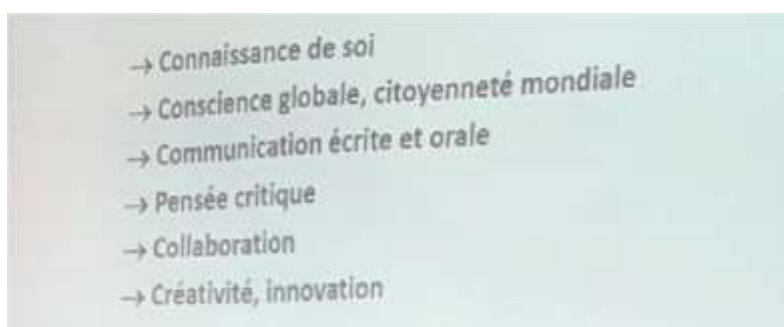 → Connaissance de soi
→ Conscience globale, citoyenneté mondiale
→ Communication écrite et orale
→ Pensée critique
→ Collaboration
→ Créativité, innovation